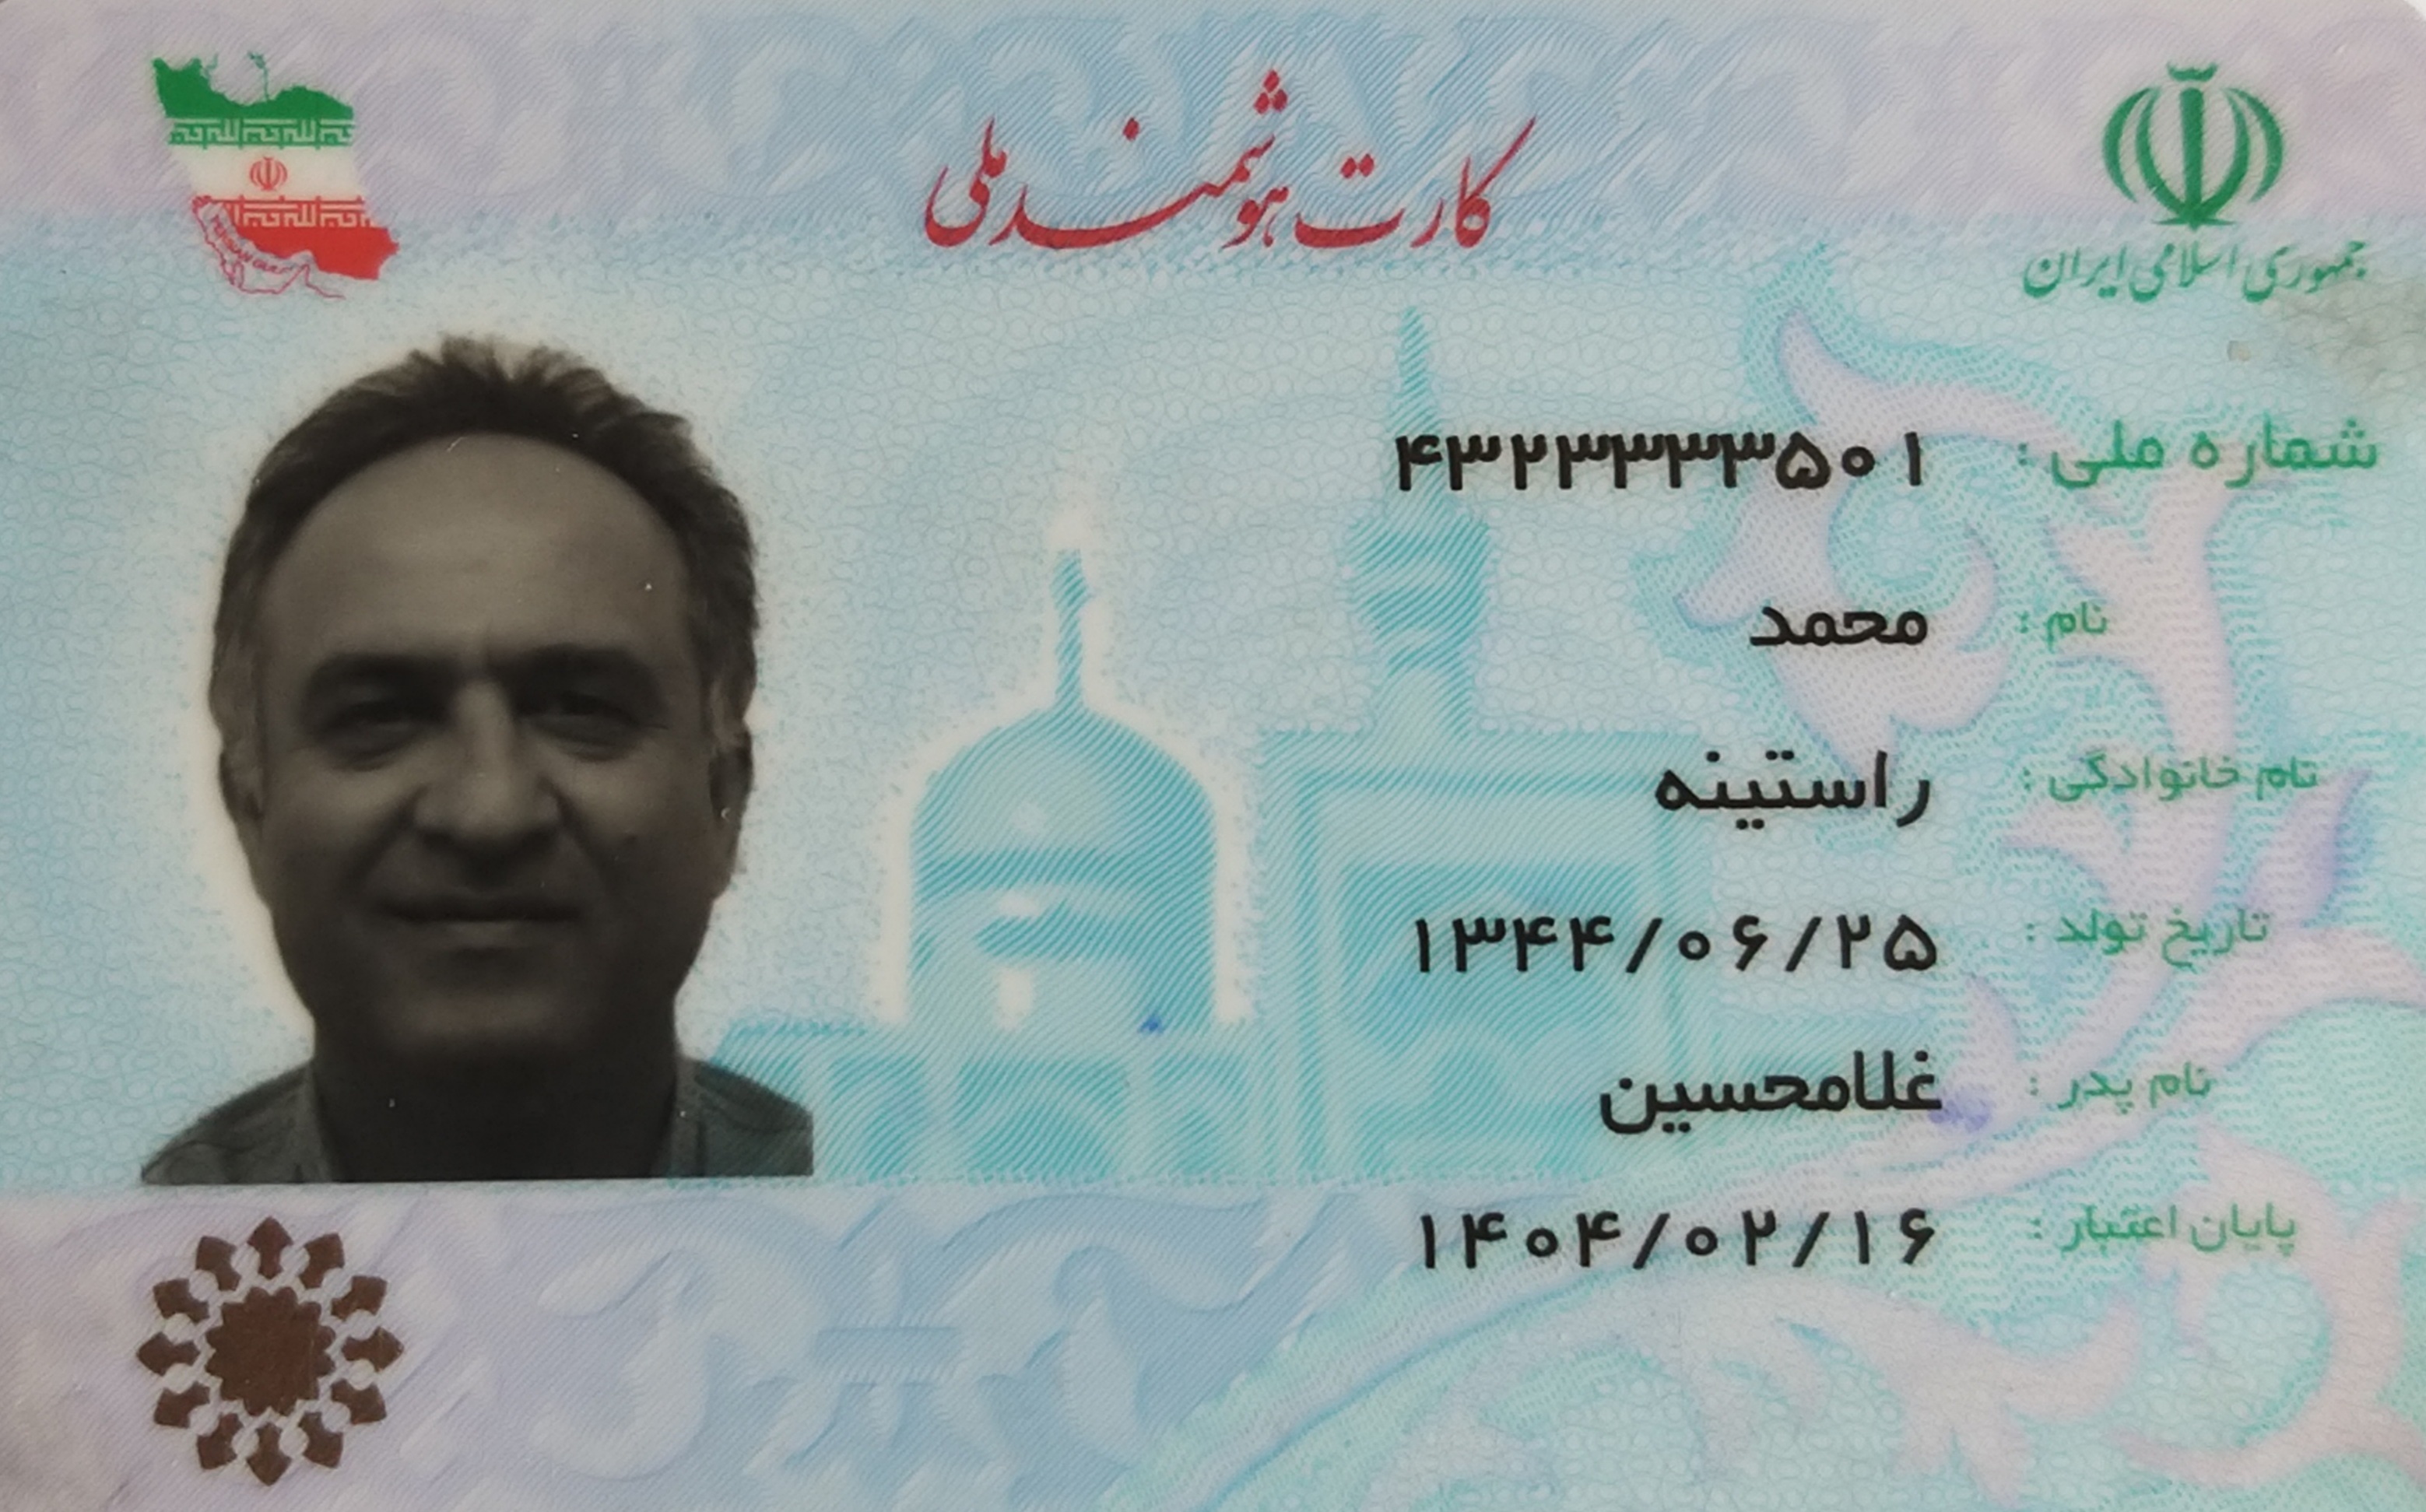 کارت هوشمند ملی
جمهوری اسلامی ایران
شماره ملی : ۴۳۲۳۳۳۳۵۰۱
نام : محمد
نام خانوادگی : راستینه
تاریخ تولد : ۱۳۴۴/۰۶/۲۵
نام پدر : غلامحسین
پایان اعتبار : ۱۴۰۴/۰۲/۱۶